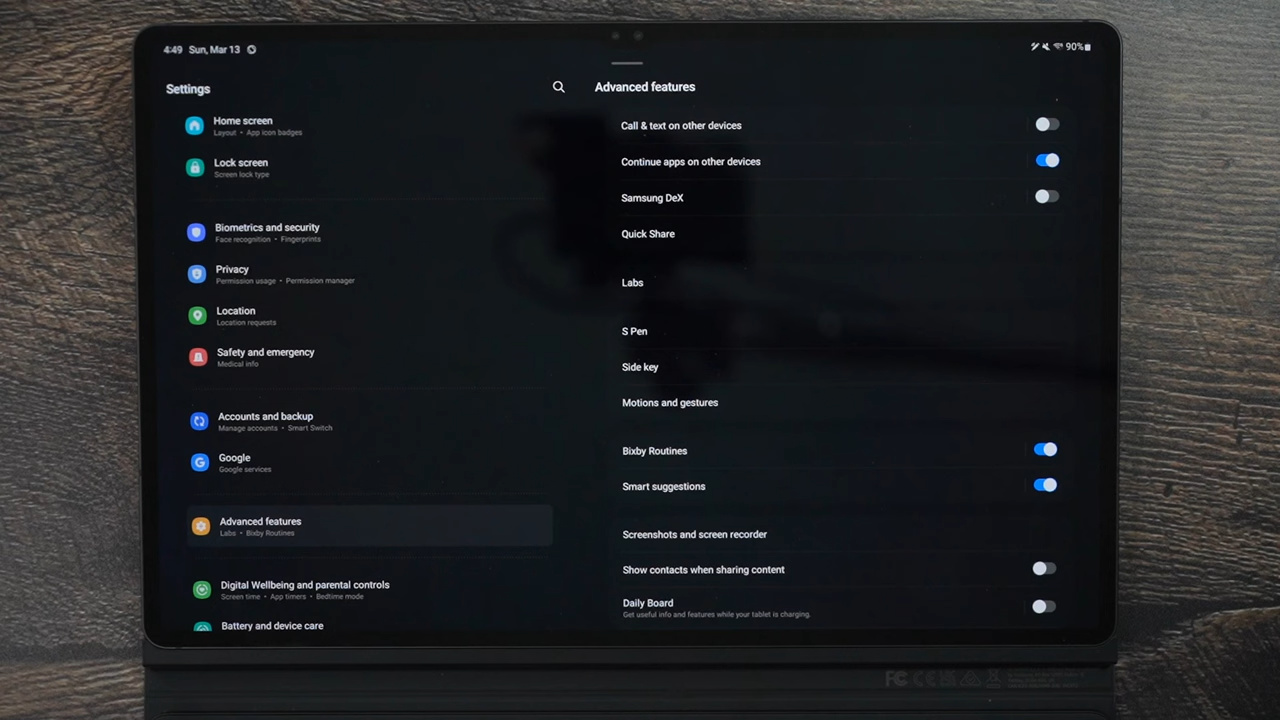 4:49 Sun, Mar 13
90%
Settings
Home screen
Layout • App icon badges
Lock screen
Screen lock type
Biometrics and security
Face recognition • Fingerprints
Privacy
Permission usage • Permission manager
Location
Location requests
Safety and emergency
Medical info
Accounts and backup
Manage accounts • Smart Switch
Google
Google services
Advanced features
Labs • Bixby Routines
Digital Wellbeing and parental controls
Screen time • App timers • Bedtime mode
Battery and device care
Advanced features
Call & text on other devices
Continue apps on other devices
Samsung DeX
Quick Share
Labs
S Pen
Side key
Motions and gestures
Bixby Routines
Smart suggestions
Screenshots and screen recorder
Show contacts when sharing content
Daily Board
Get useful info and features while your tablet is charging.
FC CE